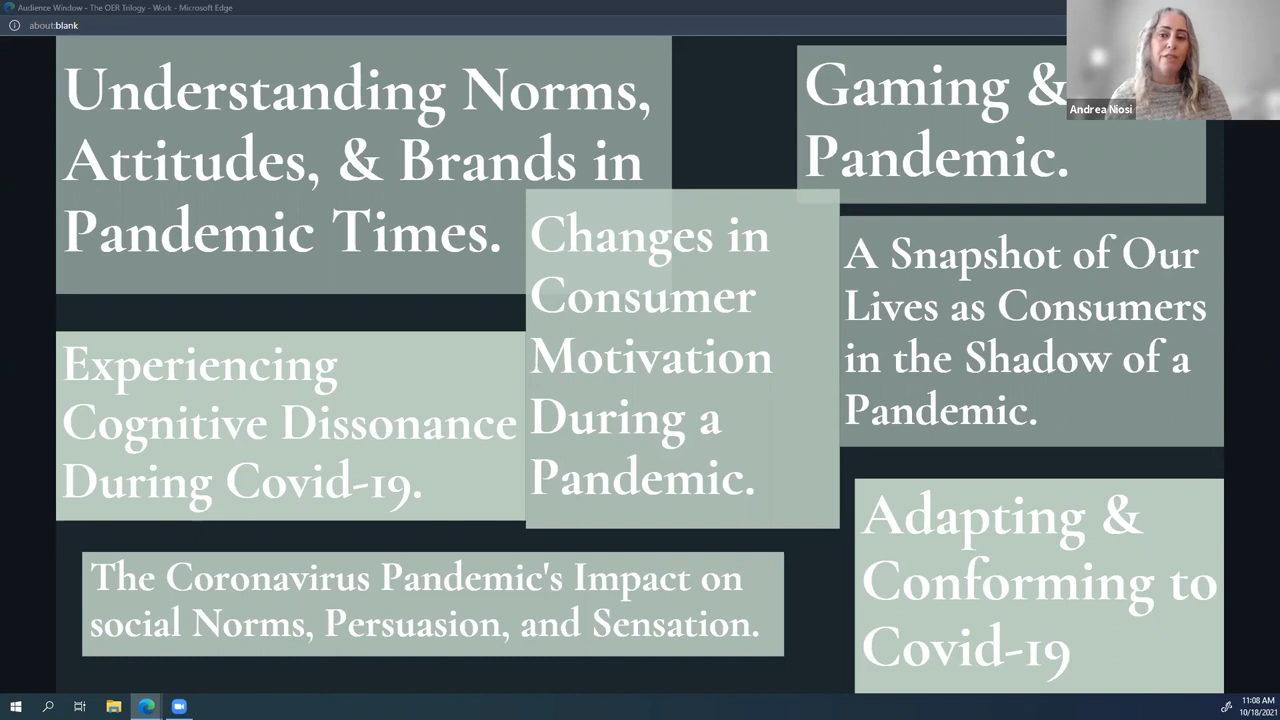 Audience Window - The OER Trilogy - Work - Microsoft Edge
about:blank
Understanding Norms,
Attitudes, & Brands in
Pandemic Times.
Gaming &
Pandemic.
Andrea Niosi
Changes in
Consumer
Motivation
During a
Pandemic.
A Snapshot of Our
Lives as Consumers
in the Shadow of a
Pandemic.
Experiencing
Cognitive Dissonance
During Covid-19.
The Coronavirus Pandemic's Impact on
social Norms, Persuasion, and Sensation.
Adapting &
Conforming to
Covid-19
11:08 AM
10/18/2021